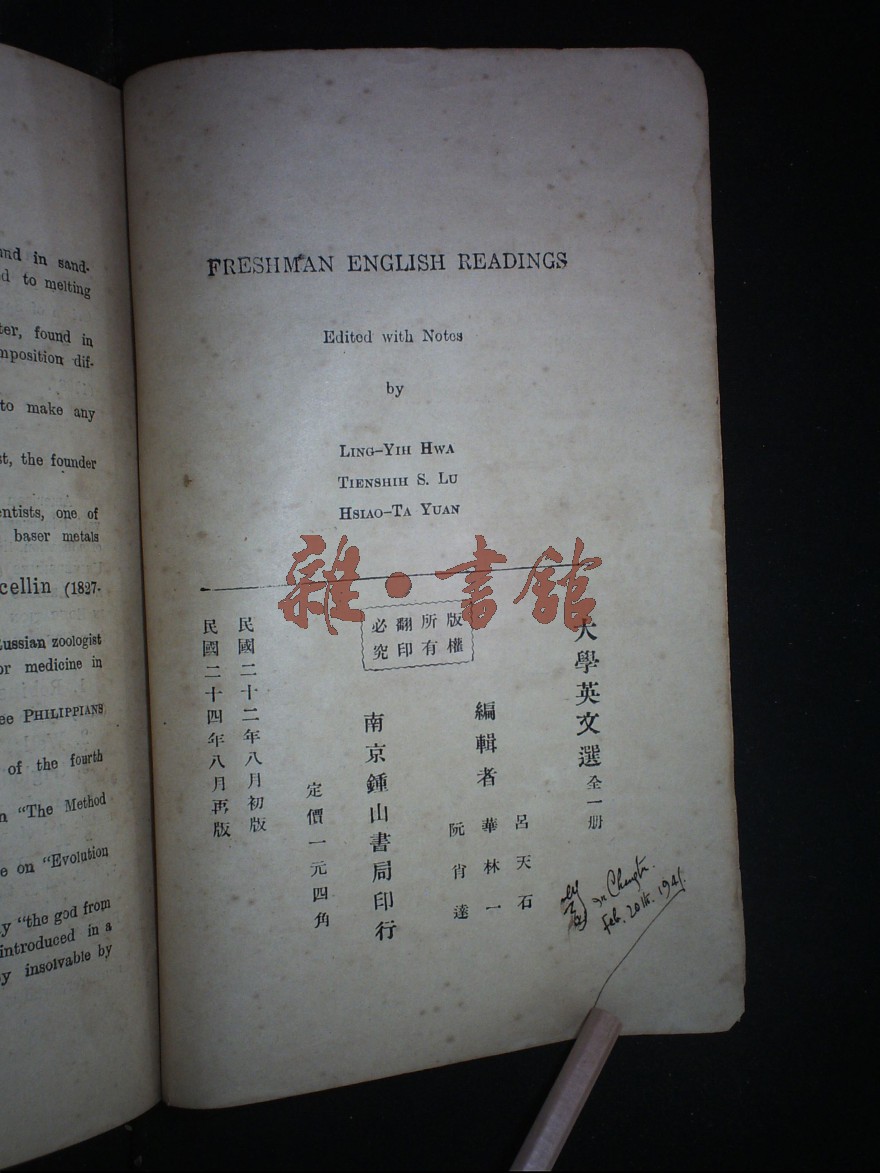 and in sand-
d to melting
ter, found in
mposition dif-
to make any
st, the founder
entists, one of
baser metals
cellin (1827-
Russian zoologist
or medicine in
ee PHILIPPIANS
of the fourth
n "The Method
e on "Evolution
y "the god from
introduced in a
y insolvable by
FRESHMAN ENGLISH READINGS
Edited with Notes
by
LING-YIH HWA
TIENSHIH S. LU
HSIAO-TA YUAN
雜·書館
大學英文選 全一册
編輯者
呂天石
華林一
阮肖達
版權
所有
翻印
必究
南京鍾山書局印行
定價一元四角
民國二十二年八月初版
民國二十四年八月再版
Feb. 20th. 1941.